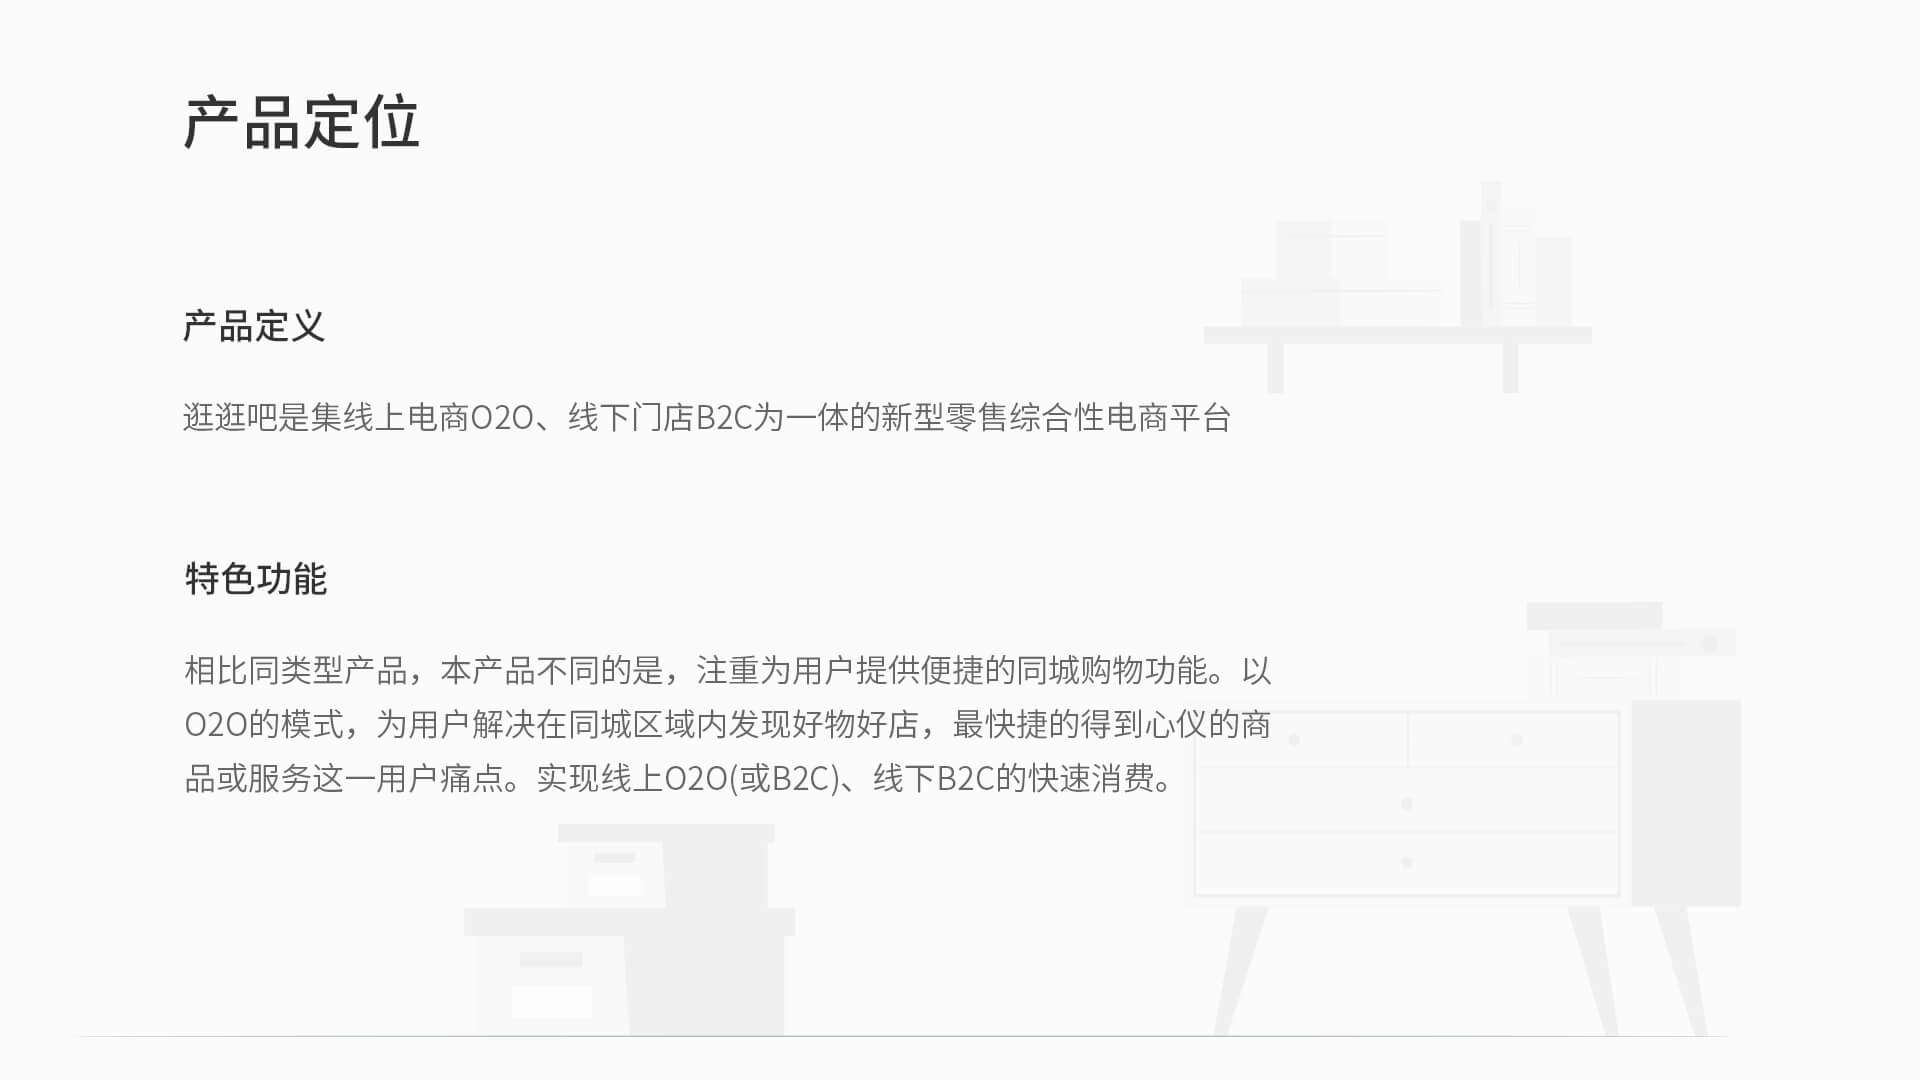 产品定位
产品定义
逛逛吧是集线上电商O2O、线下门店B2C为一体的新型零售综合性电商平台
特色功能
相比同类型产品，本产品不同的是，注重为用户提供便捷的同城购物功能。以
O2O的模式，为用户解决在同城区域内发现好物好店，最快捷的得到心仪的商
品或服务这一用户痛点。实现线上O2O(或B2C)、线下B2C的快速消费。